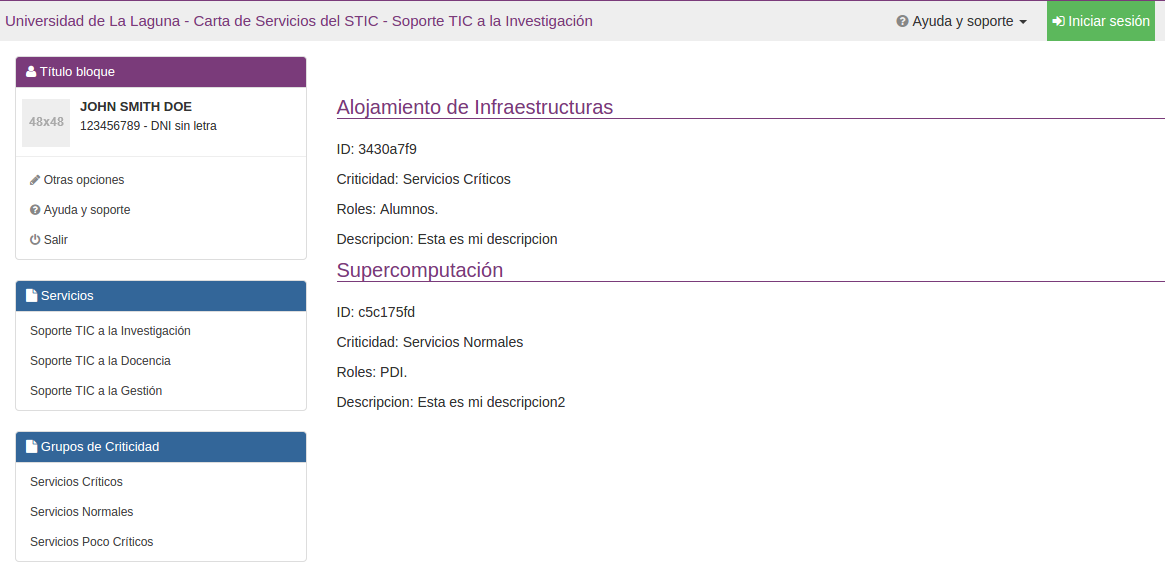 Universidad de La Laguna - Carta de Servicios del STIC - Soporte TIC a la Investigación
Ayuda y soporte
Iniciar sesión
Título bloque
48x48
JOHN SMITH DOE
123456789 - DNI sin letra
Otras opciones
Ayuda y soporte
Salir
Servicios
Soporte TIC a la Investigación
Soporte TIC a la Docencia
Soporte TIC a la Gestión
Grupos de Criticidad
Servicios Críticos
Servicios Normales
Servicios Poco Críticos
Alojamiento de Infraestructuras
ID: 3430a7f9
Criticidad: Servicios Críticos
Roles: Alumnos.
Descripcion: Esta es mi descripcion
Supercomputación
ID: c5c175fd
Criticidad: Servicios Normales
Roles: PDI.
Descripcion: Esta es mi descripcion2